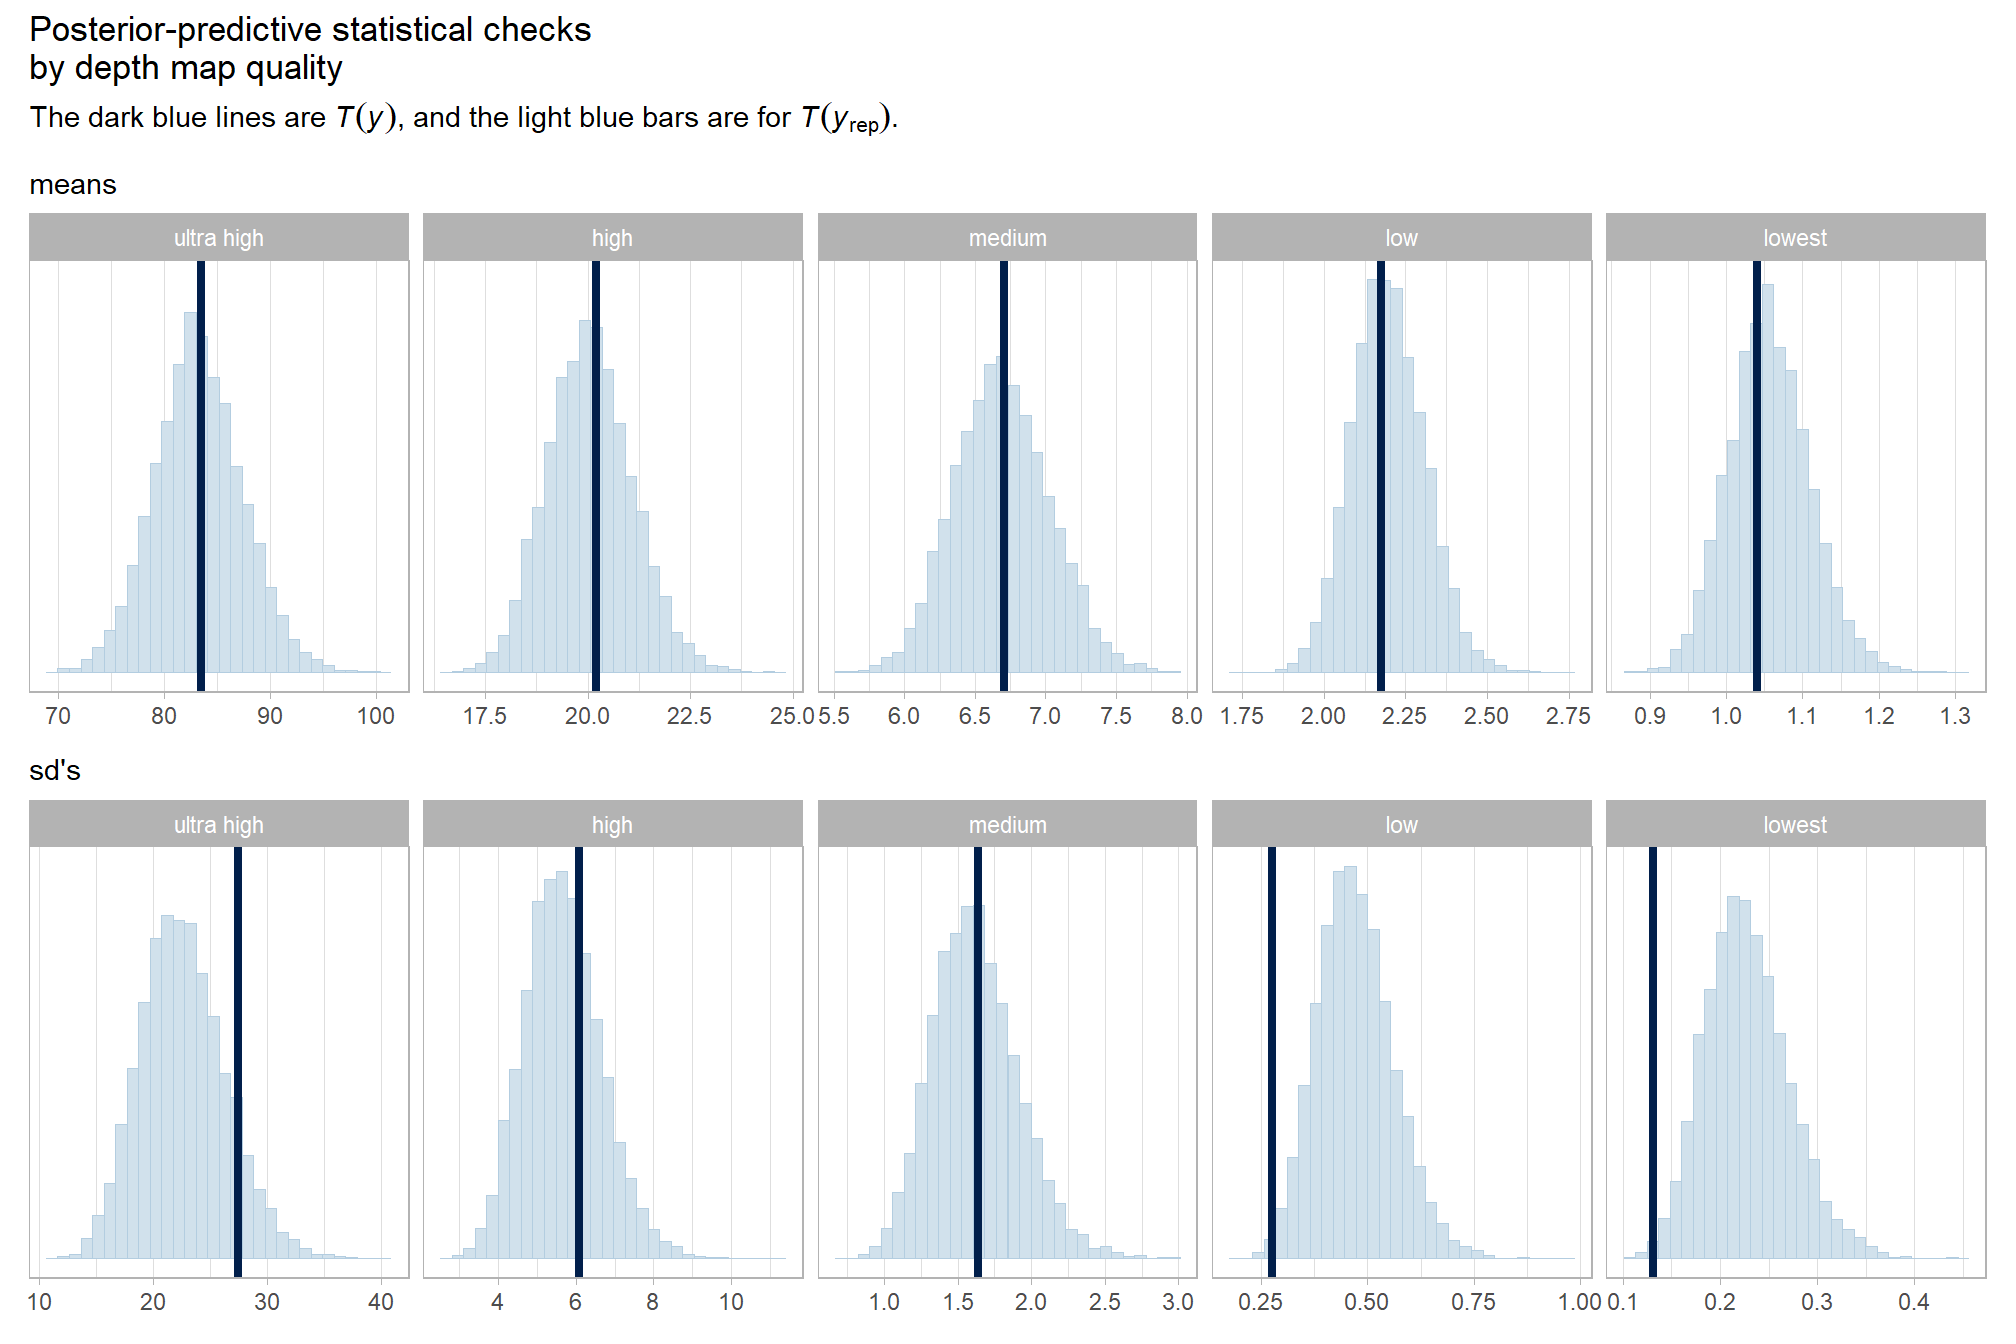 Posterior-predictive statistical checks
by depth map quality
The dark blue lines are T(y), and the light blue bars are for T(y_rep).
means
ultra high high medium low lowest
70 80 90 100 17.5 20.0 22.5 25.0 5.5 6.0 6.5 7.0 7.5 8.0 1.75 2.00 2.25 2.50 2.75 0.9 1.0 1.1 1.2 1.3
sd's
ultra high high medium low lowest
10 20 30 40 4 6 8 10 1.0 1.5 2.0 2.5 3.0 0.25 0.50 0.75 1.00 0.1 0.2 0.3 0.4